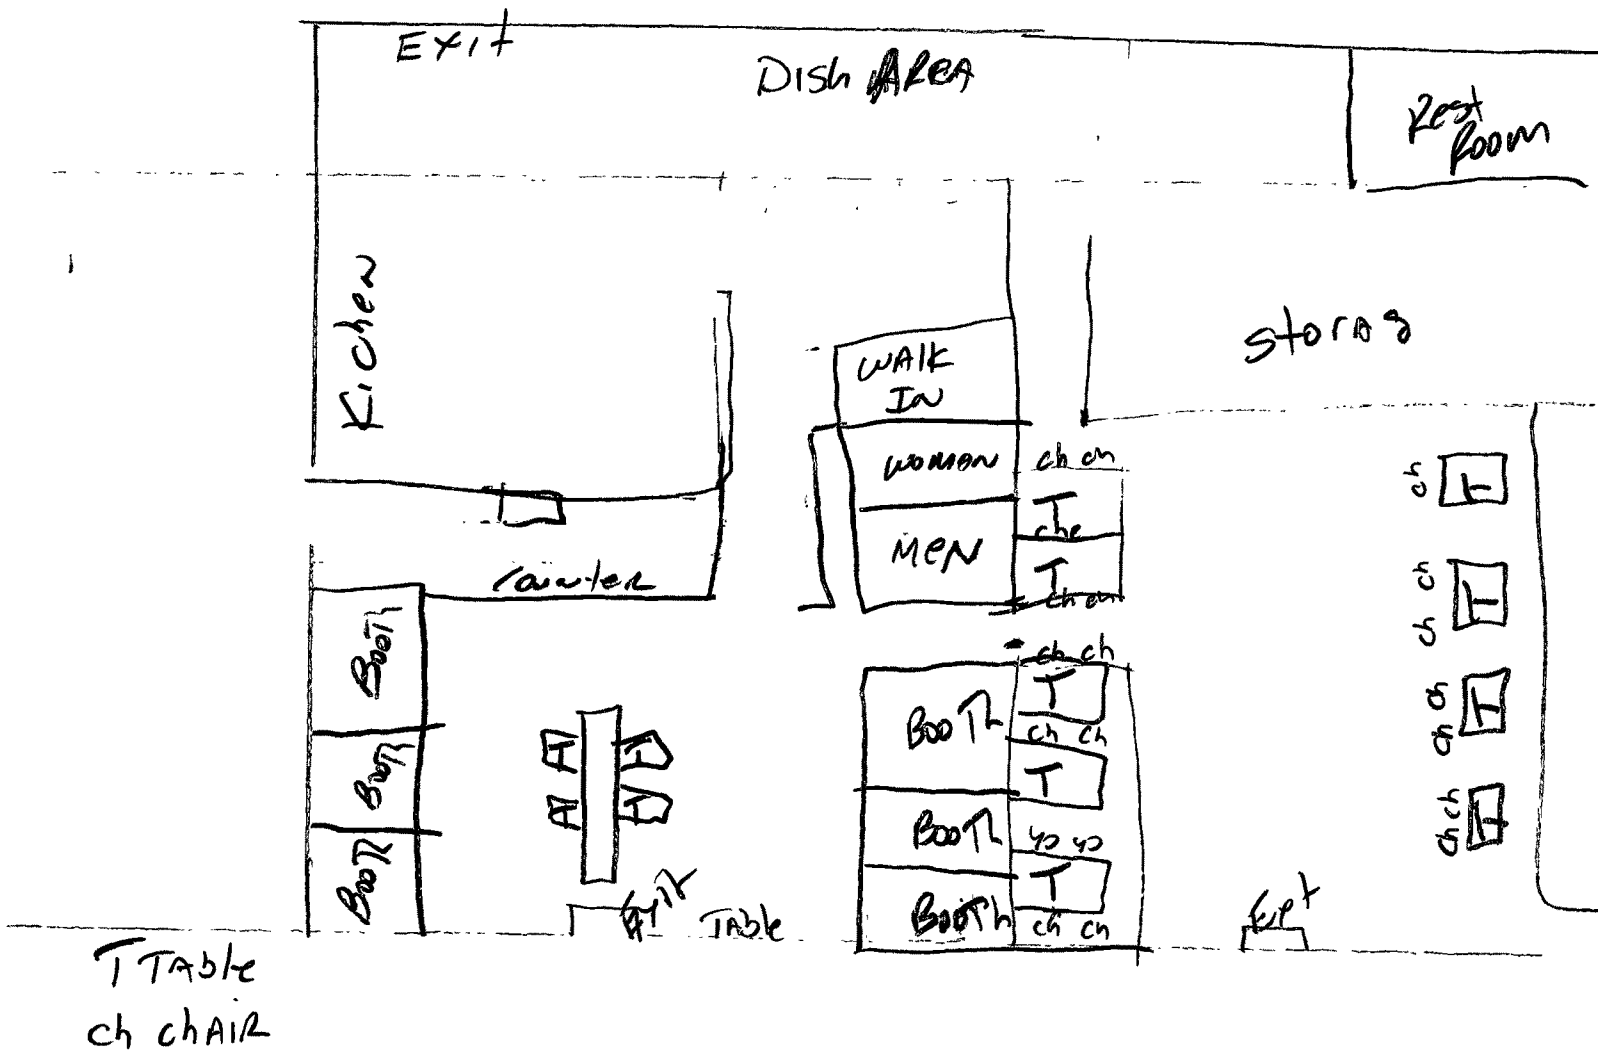 Exit
Dish AREA
Rest
Room
Kichen
WALK
IN
Storag
women
ch ch
T
che
MEN
T
ch ch
Counter
Booth
Booth
Booth
T
T
T
T
Exit
TABLE
Booth
Booth
Booth
ch ch
T
ch ch
T
T
ch ch
ch
T
ch
ch
T
ch
ch
T
ch
ch
T
T TAble
ch chAIR